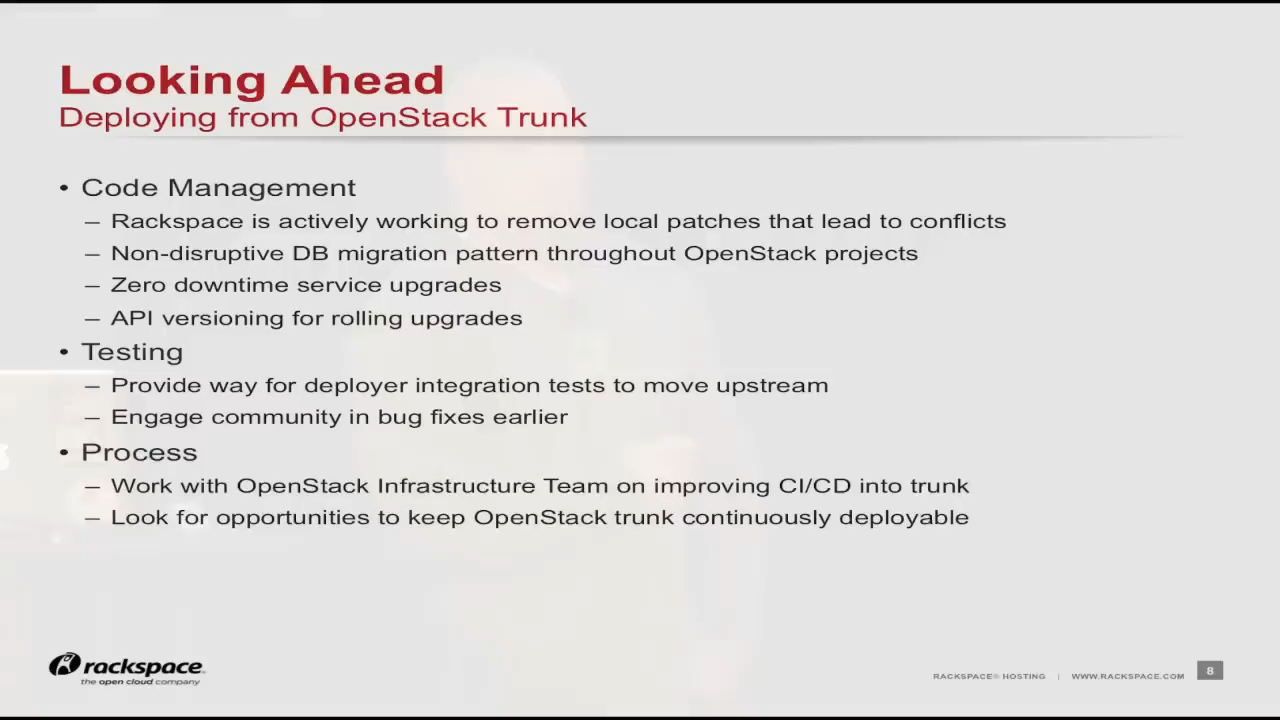 Looking Ahead
Deploying from OpenStack Trunk
• Code Management
– Rackspace is actively working to remove local patches that lead to conflicts
– Non-disruptive DB migration pattern throughout OpenStack projects
– Zero downtime service upgrades
– API versioning for rolling upgrades
• Testing
– Provide way for deployer integration tests to move upstream
– Engage community in bug fixes earlier
• Process
– Work with OpenStack Infrastructure Team on improving CI/CD into trunk
– Look for opportunities to keep OpenStack trunk continuously deployable
rackspace
the open cloud company
RACKSPACE® HOSTING | WWW.RACKSPACE.COM
8